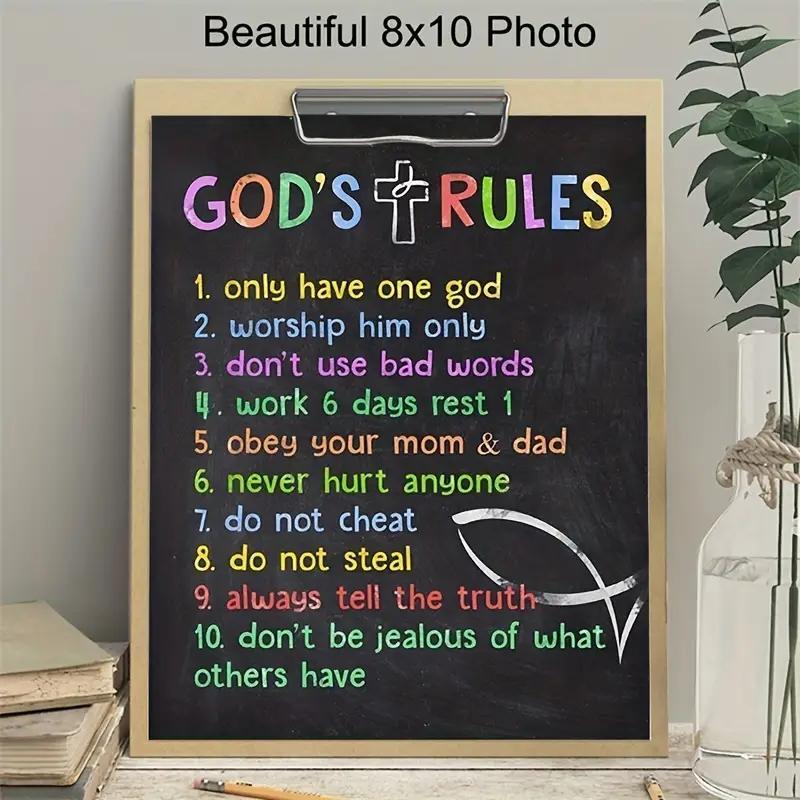 Beautiful 8x10 Photo
GOD'S RULES
1. only have one god
2. worship him only
3. don't use bad words
4. work 6 days rest 1
5. obey your mom & dad
6. never hurt anyone
7. do not cheat
8. do not steal
9. always tell the truth
10. don't be jealous of what
others have